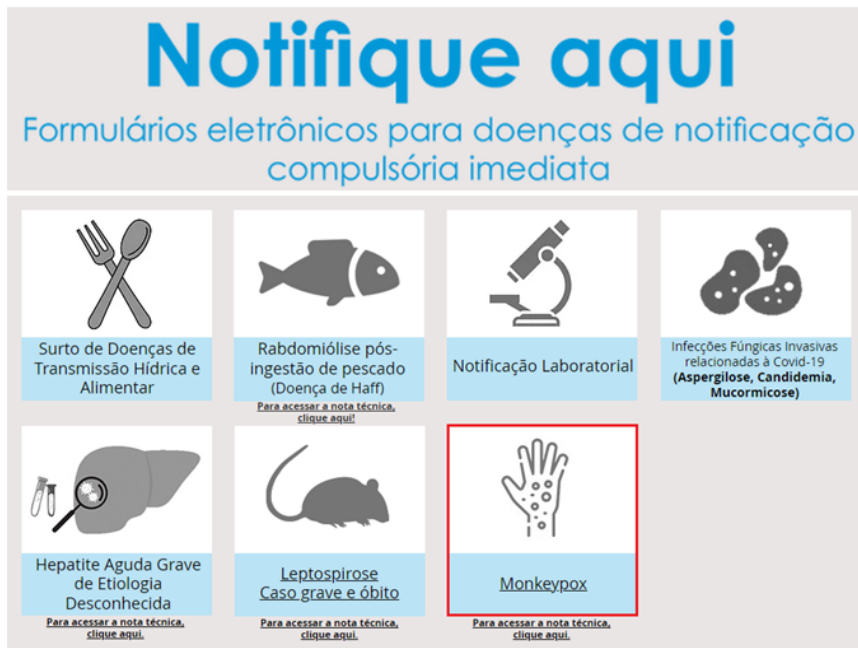 Notifique aqui
Formulários eletrônicos para doenças de notificação
compulsória imediata
Surto de Doenças de
Transmissão Hídrica e
Alimentar
Rabdomiólise pós-
ingestão de pescado
(Doença de Haff)
Para acessar a nota técnica,
clique aqui!
Notificação Laboratorial
Infecções Fúngicas Invasivas
relacionadas à Covid-19
(Aspergilose, Candidemia,
Mucormicose)
Hepatite Aguda Grave
de Etiologia
Desconhecida
Para acessar a nota técnica,
clique aqui.
Leptospirose
Caso grave e óbito
Para acessar a nota técnica,
clique aqui.
Monkeypox
Para acessar a nota técnica,
clique aqui.